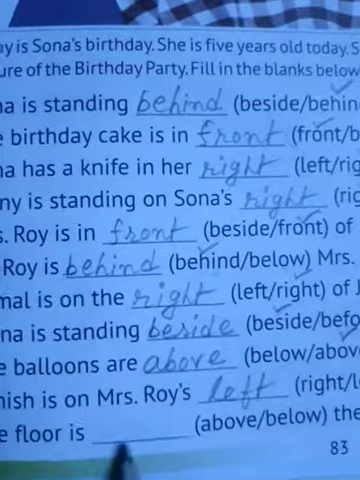 ay is Sona's birthday. She is five years old today. S
ure of the Birthday Party. Fill in the blanks below
na is standing behind (beside/behin
e birthday cake is in front (front/b
na has a knife in her right (left/rig
ny is standing on Sona's right (rig
s. Roy is in front (beside/front) of
Roy is behind (behind/below) Mrs.
mal is on the right (left/right) of J
na is standing beside (beside/befo
e balloons are above (below/abov
nish is on Mrs. Roy's left (right/l
e floor is ________ (above/below) the
83